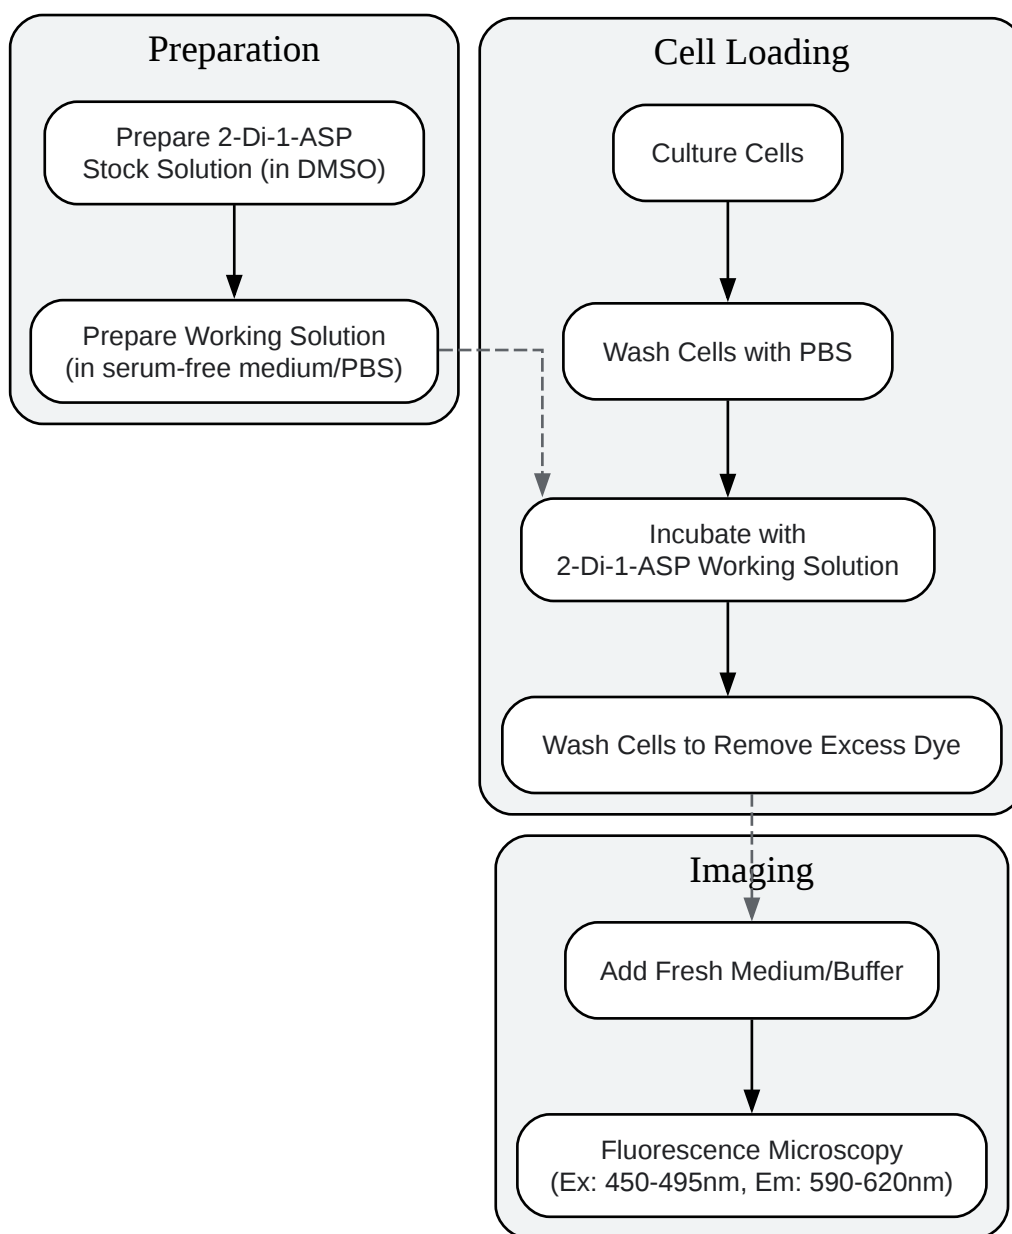 Preparation
Prepare 2-Di-1-ASP
Stock Solution (in DMSO)
Prepare Working Solution
(in serum-free medium/PBS)
Cell Loading
Culture Cells
Wash Cells with PBS
Incubate with
2-Di-1-ASP Working Solution
Wash Cells to Remove Excess Dye
Imaging
Add Fresh Medium/Buffer
Fluorescence Microscopy
(Ex: 450-495nm, Em: 590-620nm)